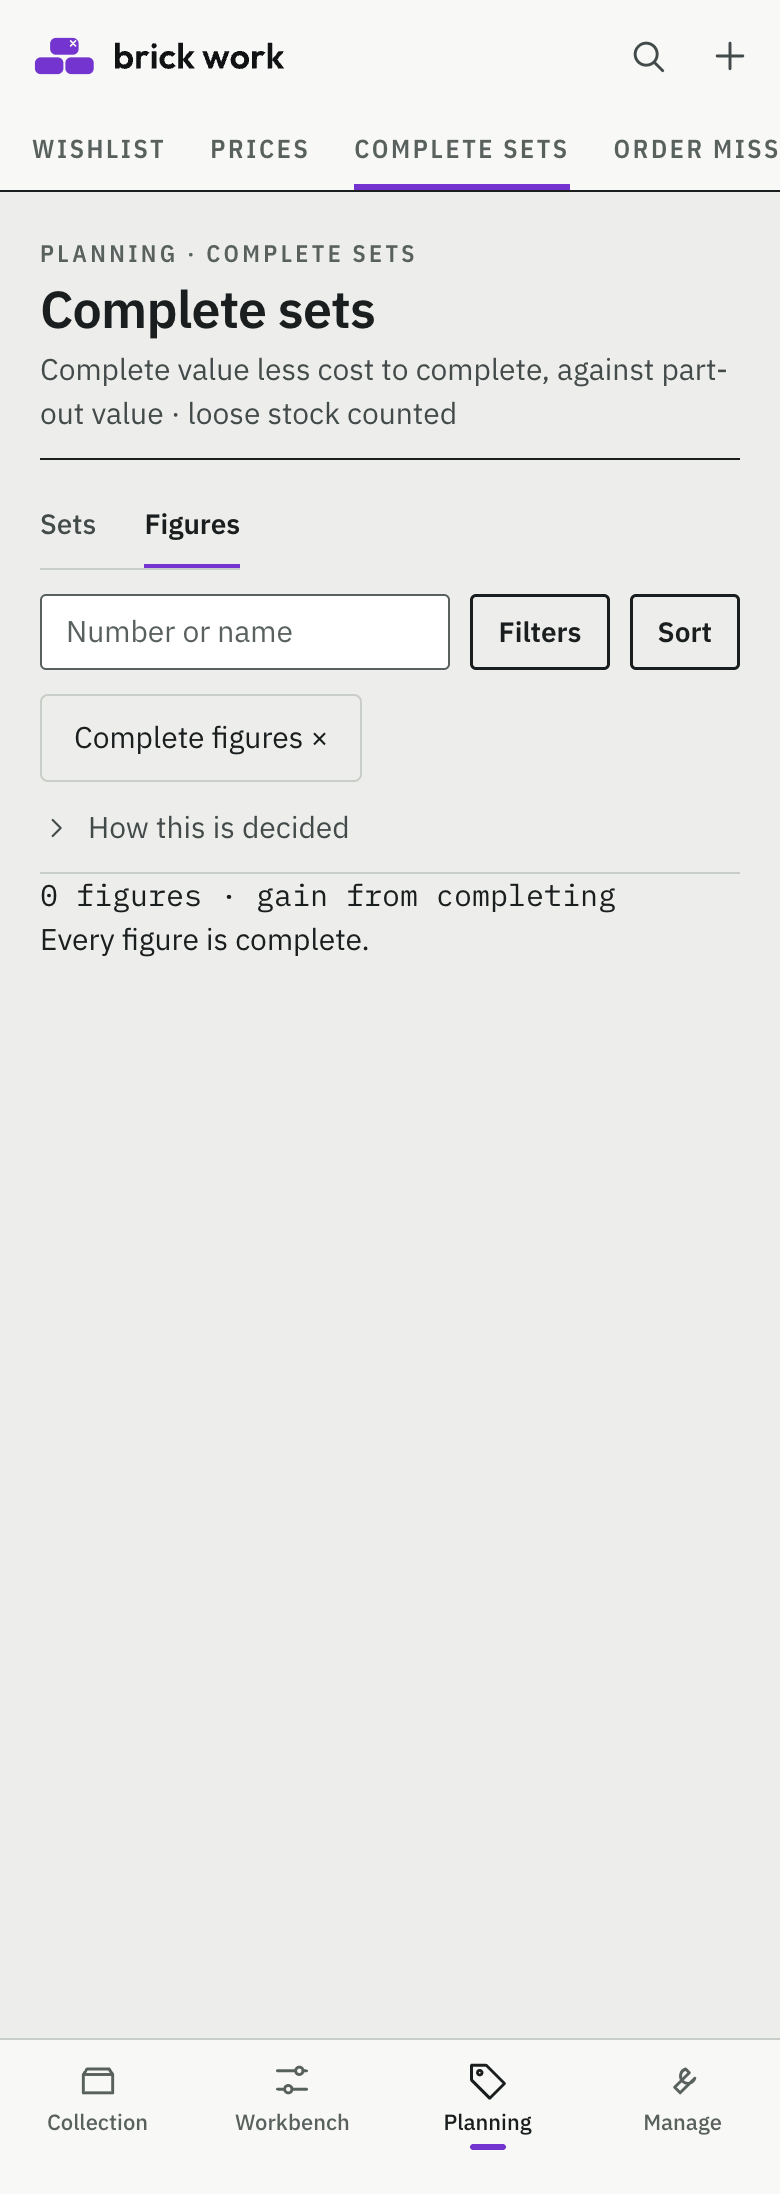 brick work
WISHLIST PRICES COMPLETE SETS ORDER MISS
PLANNING · COMPLETE SETS
Complete sets
Complete value less cost to complete, against part-
out value · loose stock counted
Sets Figures
Number or name Filters Sort
Complete figures ×
How this is decided
0 figures · gain from completing
Every figure is complete.
Collection Workbench Planning Manage